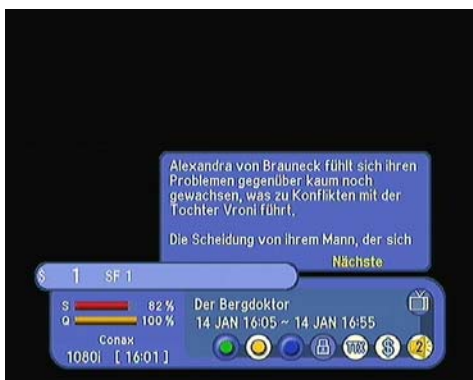 Alexandra von Brauneck fühlt sich ihren
Problemen gegenüber kaum noch
gewachsen, was zu Konflikten mit der
Tochter Vroni führt.
Die Scheidung von ihrem Mann, der sich
Nächste
$ 1 SF 1
S 82 %
Q 100 %
Conax
1080i [ 16:01 ]
Der Bergdoktor
14 JAN 16:05 ~ 14 JAN 16:55
TTX $ 2